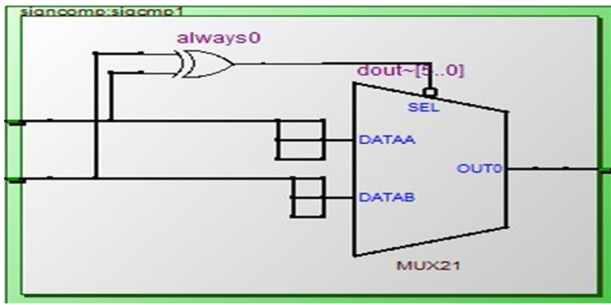 signcomp:sigcmp1
always0
dout~[5..0]
SEL
DATAA
OUT0
DATAB
MUX21